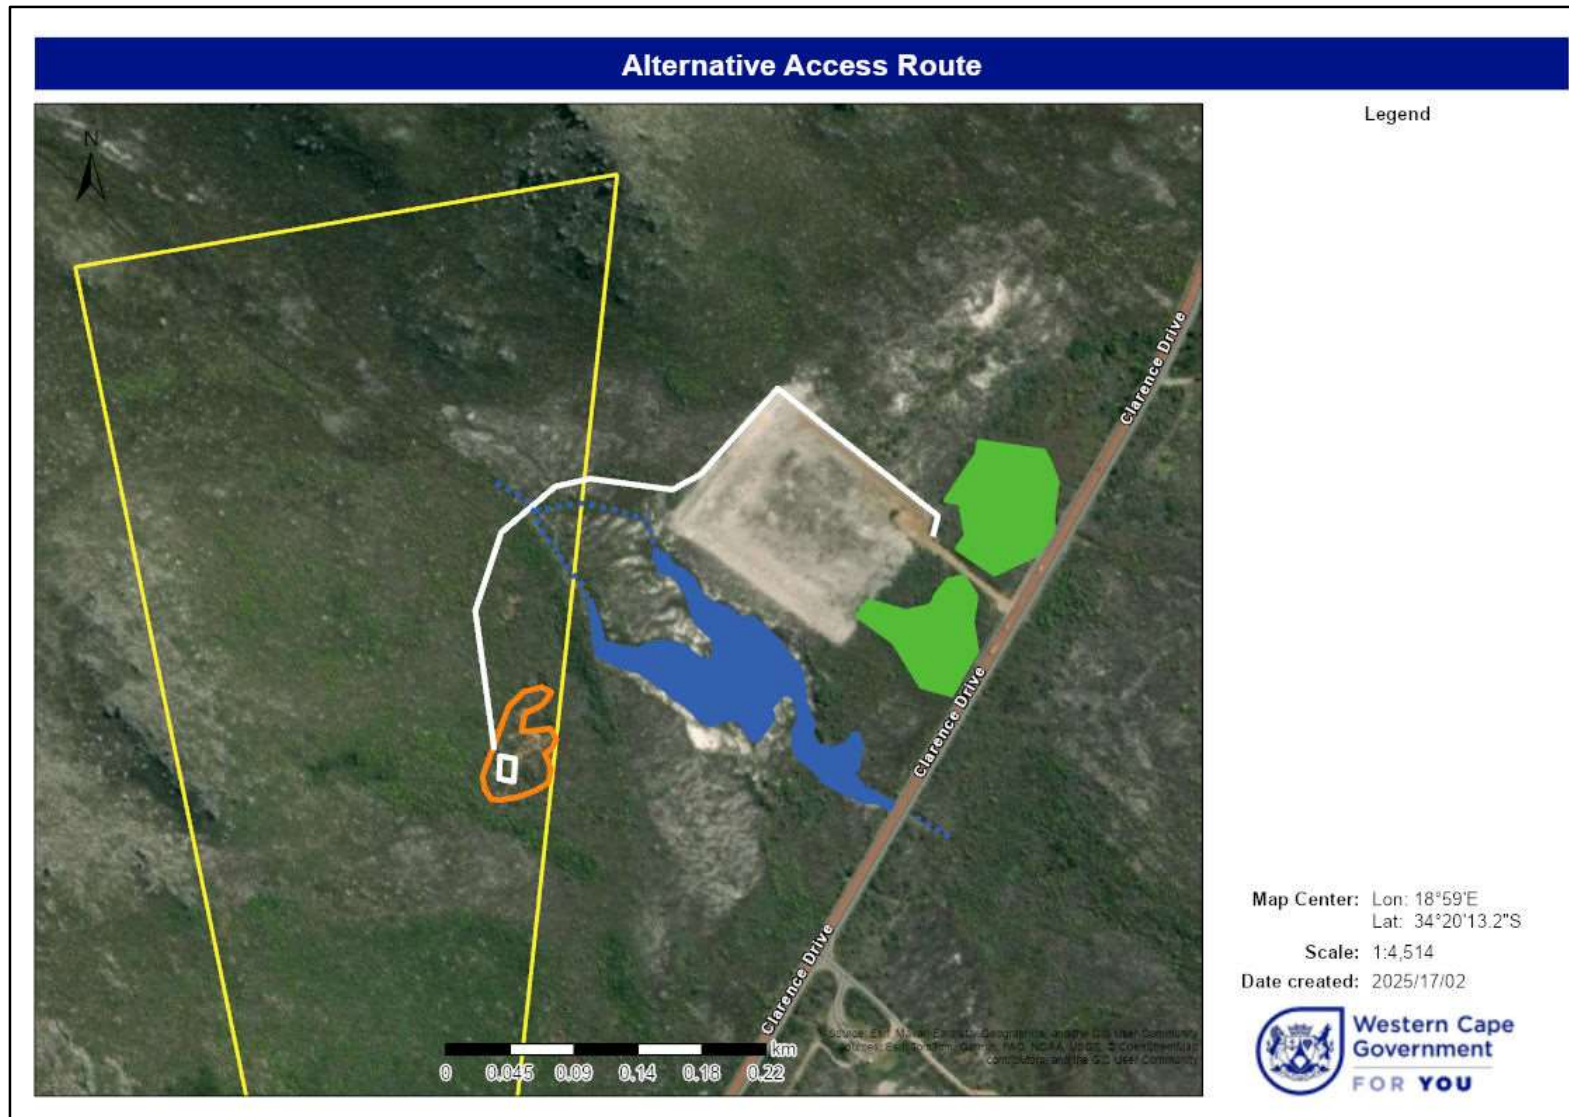 Alternative Access Route
Legend
N
Clarence Drive
Clarence Drive
Clarence Drive
km
0 0.045 0.09 0.14 0.18 0.22
Map Center: Lon: 18°59'E
Lat: 34°20'13.2"S
Scale: 1:4,514
Date created: 2025/17/02
Western Cape
Government
FOR YOU